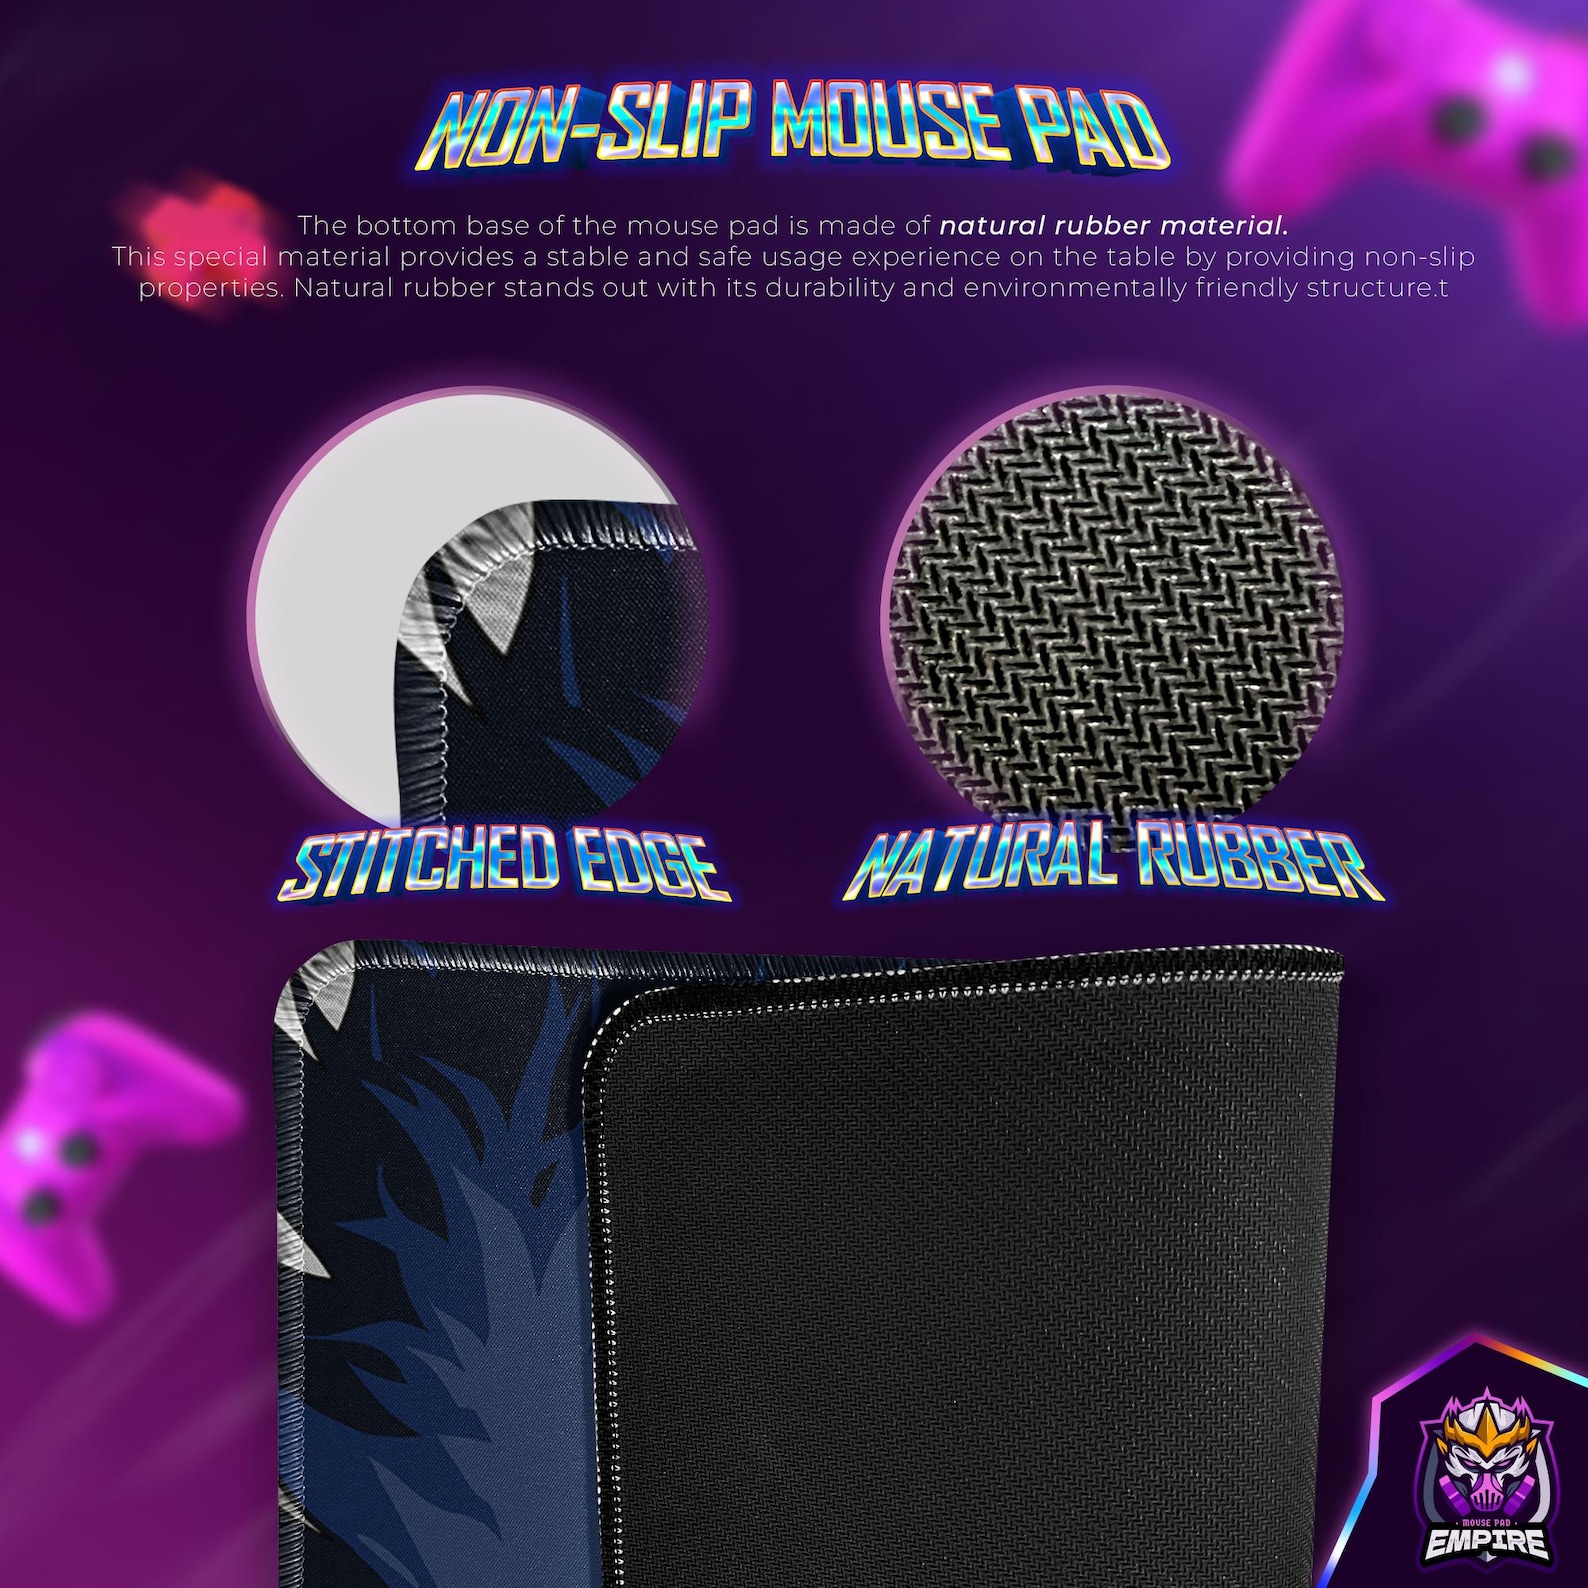 NON-SLIP MOUSE PAD
The bottom base of the mouse pad is made of natural rubber material.
This special material provides a stable and safe usage experience on the table by providing non-slip
properties. Natural rubber stands out with its durability and environmentally friendly structure.t
STITCHED EDGE
NATURAL RUBBER
· MOUSE PAD ·
EMPIRE